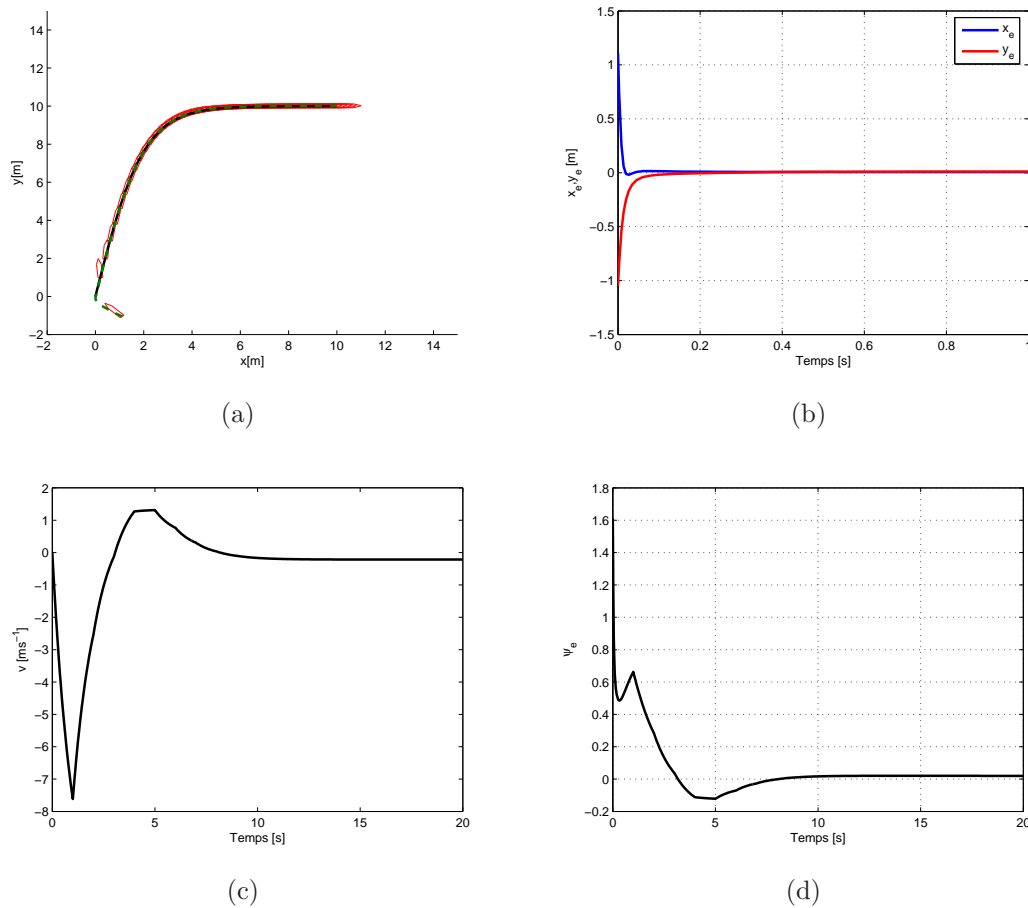 14
12
10
8
6
4
2
0
−2
y[m]
−2 0 2 4 6 8 10 12 14
x[m]
(a)
1.5
1
0.5
0
−0.5
−1
−1.5
x_e,y_e [m]
x_e
y_e
0 0.2 0.4 0.6 0.8 1
Temps [s]
(b)
2
1
0
−1
−2
−3
−4
−5
−6
−7
−8
v [ms⁻¹]
0 5 10 15 20
Temps [s]
(c)
1.8
1.6
1.4
1.2
1
0.8
0.6
0.4
0.2
0
−0.2
ψ_e
0 5 10 15 20
Temps [s]
(d)